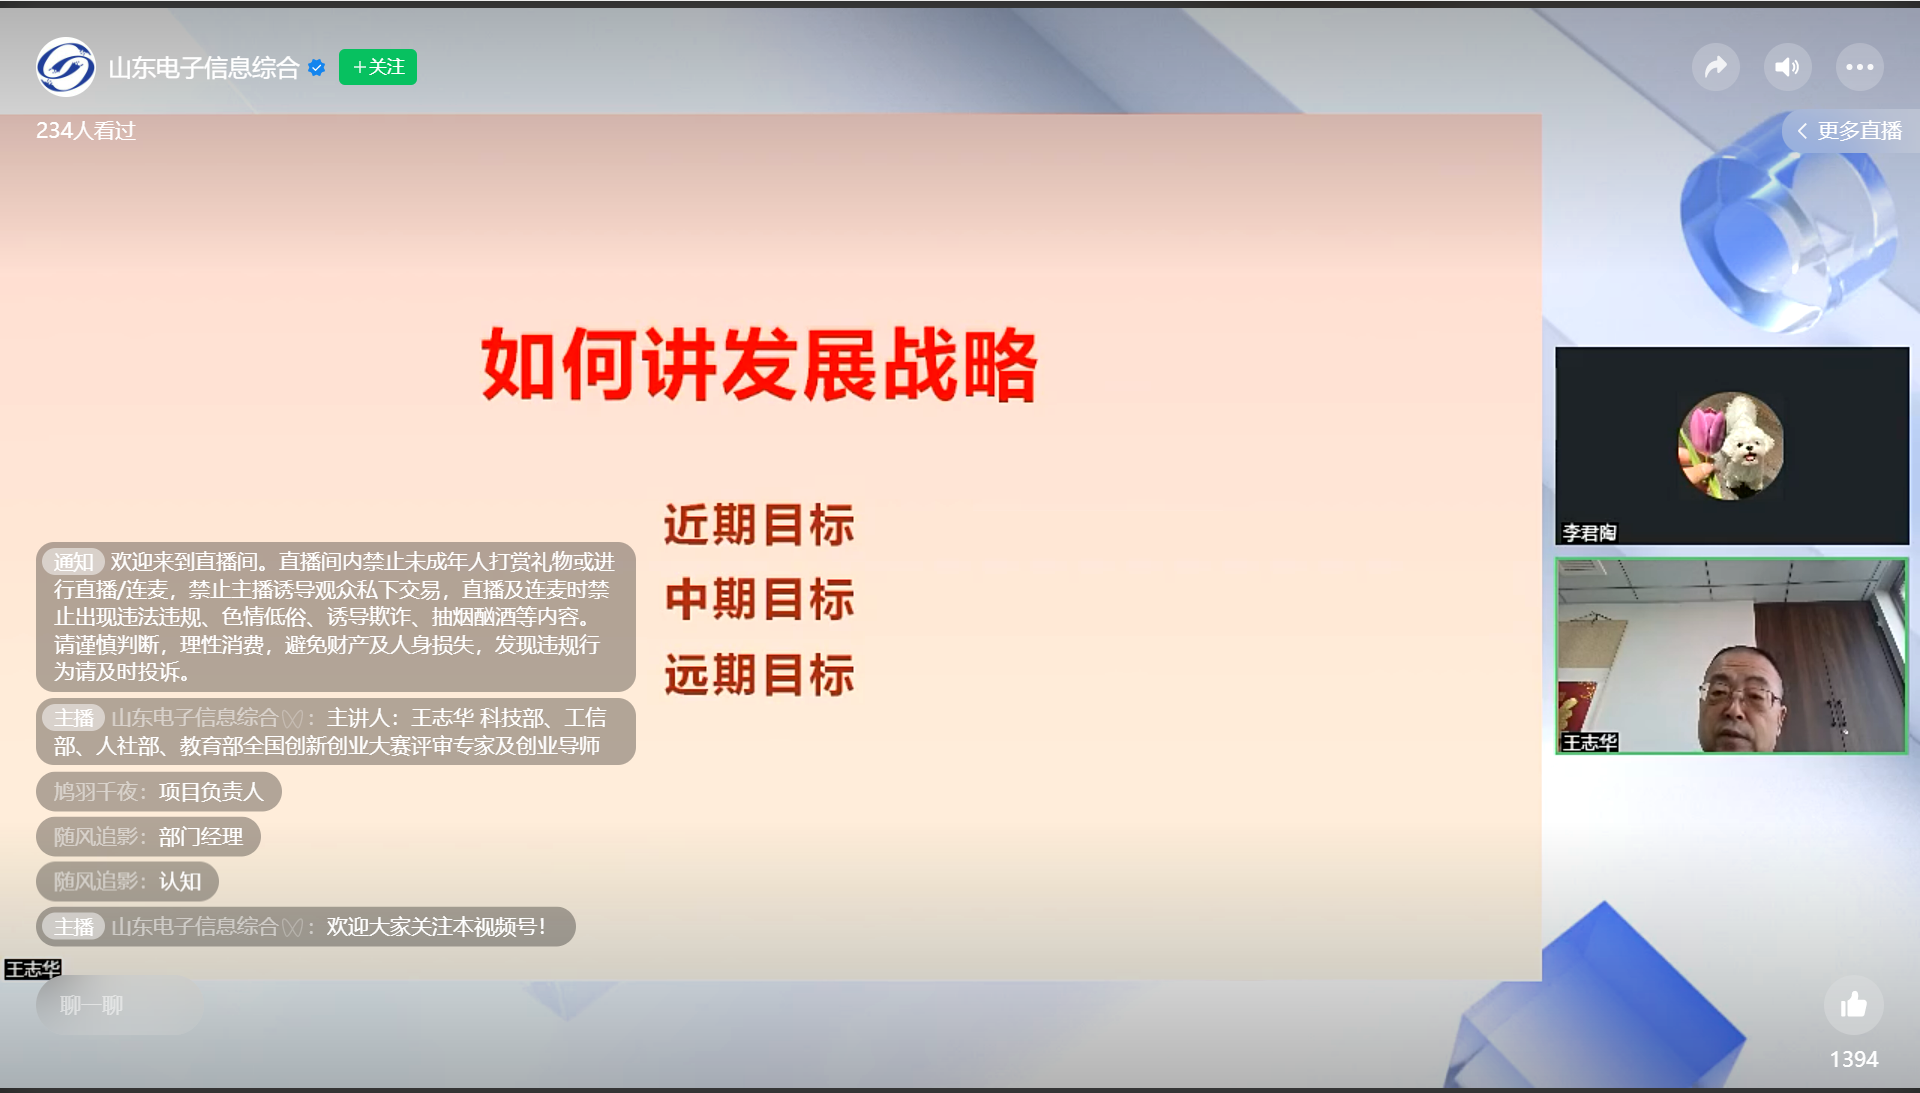 山东电子信息综合
+关注
234人看过
更多直播
如何讲发展战略
近期目标
中期目标
远期目标
李君陶
王志华
通知 欢迎来到直播间。直播间内禁止未成年人打赏礼物或进
行直播/连麦，禁止主播诱导观众私下交易，直播及连麦时禁
止出现违法违规、色情低俗、诱导欺诈、抽烟酗酒等内容。
请谨慎判断，理性消费，避免财产及人身损失，发现违规行
为请及时投诉。
主播 山东电子信息综合：主讲人：王志华 科技部、工信
部、人社部、教育部全国创新创业大赛评审专家及创业导师
鸠羽千夜：项目负责人
随风追影：部门经理
随风追影：认知
主播 山东电子信息综合：欢迎大家关注本视频号！
王志华
聊一聊
1394